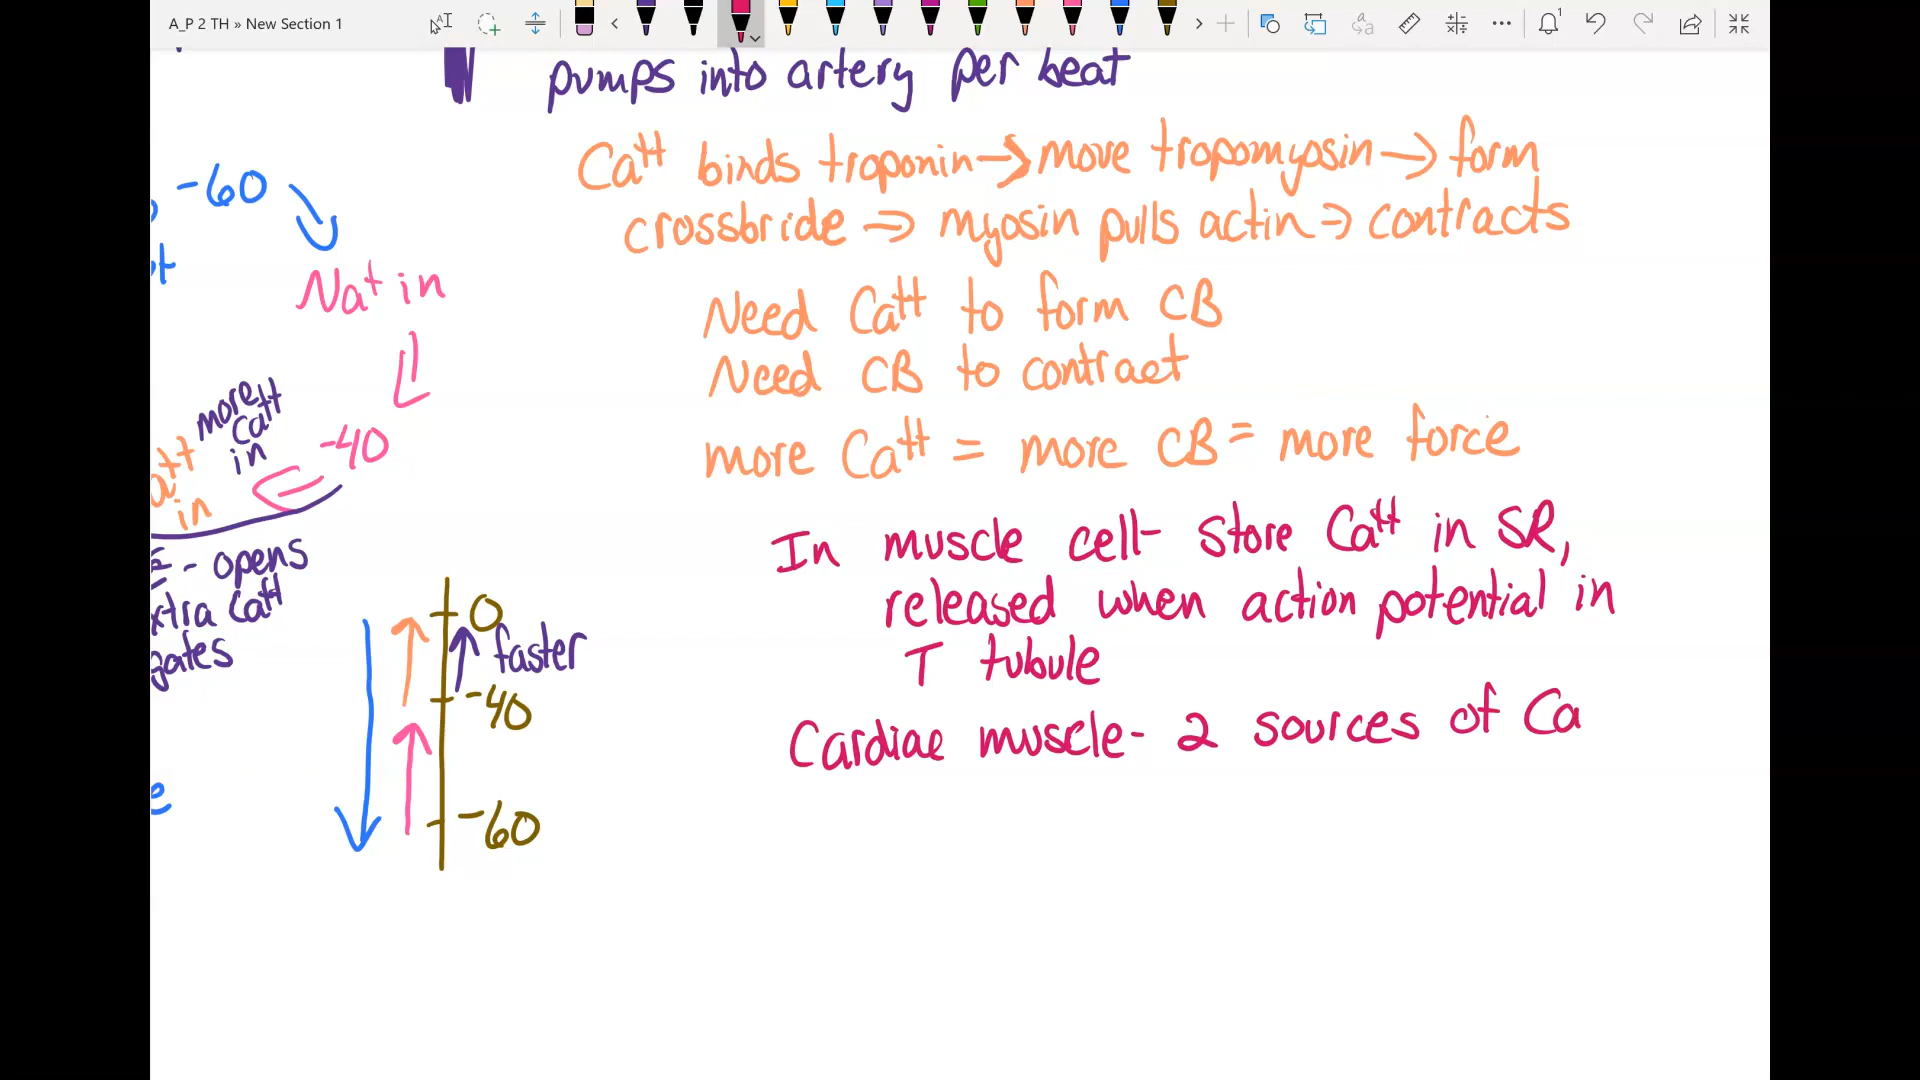 A_P 2 TH » New Section 1
pumps into artery per beat
Ca++ binds troponin → move tropomyosin → form
crossbride → myosin pulls actin → contracts
Need Ca++ to form CB
Need CB to contract
more Ca++ = more CB = more force
In muscle cell - Store Ca++ in SR,
released when action potential in
T tubule
Cardiac muscle - 2 sources of Ca
-60
Na+ in
-40
more
Ca++
in
in
- opens
Ca++
gates
0
faster
-40
-60